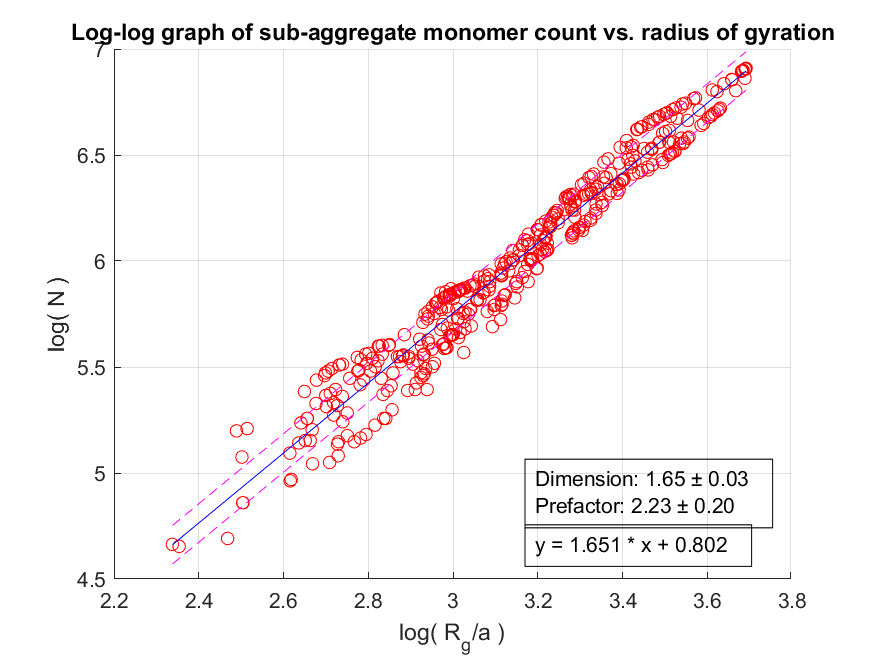 Log-log graph of sub-aggregate monomer count vs. radius of gyration
7
6.5
6
5.5
5
4.5
log( N )
Dimension: 1.65 ± 0.03
Prefactor: 2.23 ± 0.20
y = 1.651 * x + 0.802
2.2 2.4 2.6 2.8 3 3.2 3.4 3.6 3.8
log( R_g/a )